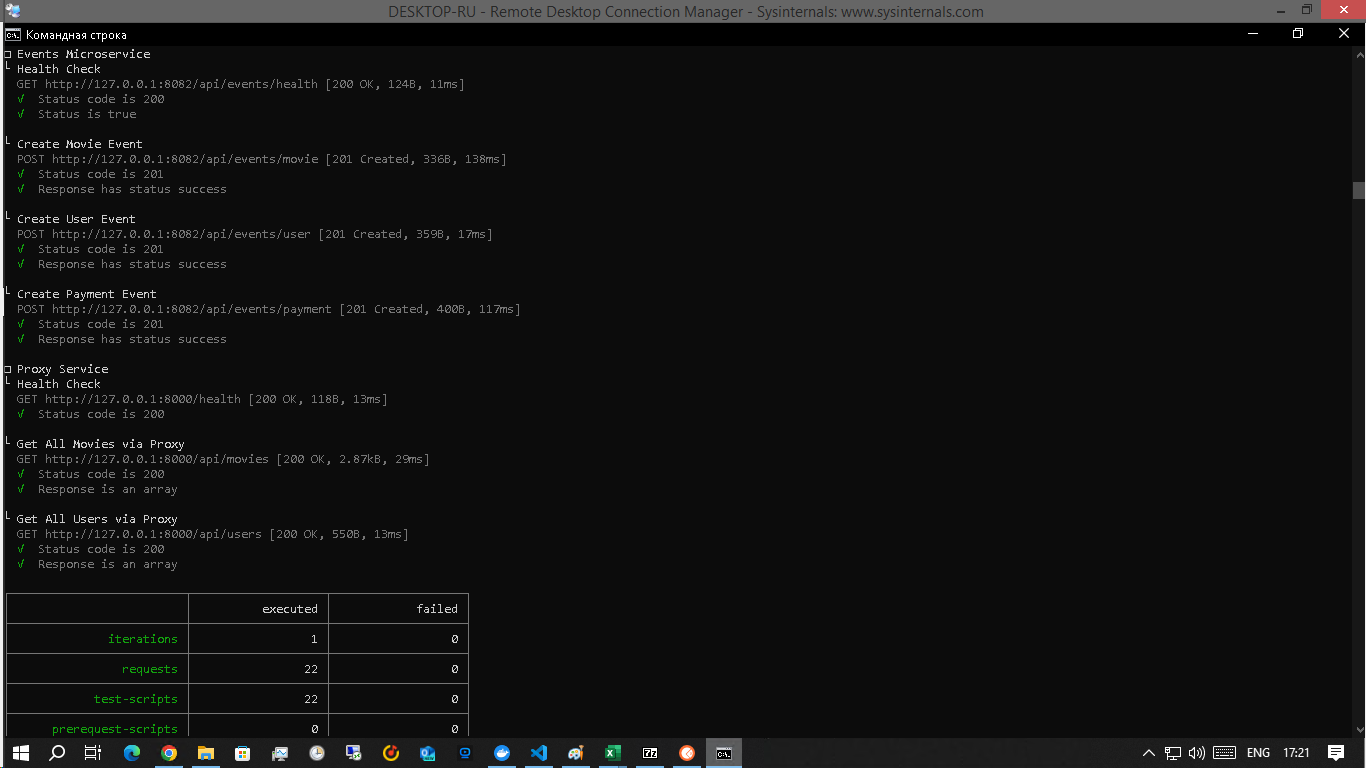 DESKTOP-RU - Remote Desktop Connection Manager - Sysinternals: www.sysinternals.com
Командная строка
Events Microservice
└ Health Check
GET http://127.0.0.1:8082/api/events/health [200 OK, 124B, 11ms]
√ Status code is 200
√ Status is true
└ Create Movie Event
POST http://127.0.0.1:8082/api/events/movie [201 Created, 336B, 138ms]
√ Status code is 201
√ Response has status success
└ Create User Event
POST http://127.0.0.1:8082/api/events/user [201 Created, 359B, 17ms]
√ Status code is 201
√ Response has status success
└ Create Payment Event
POST http://127.0.0.1:8082/api/events/payment [201 Created, 400B, 117ms]
√ Status code is 201
√ Response has status success
Proxy Service
└ Health Check
GET http://127.0.0.1:8000/health [200 OK, 118B, 13ms]
√ Status code is 200
└ Get All Movies via Proxy
GET http://127.0.0.1:8000/api/movies [200 OK, 2.87kB, 29ms]
√ Status code is 200
√ Response is an array
└ Get All Users via Proxy
GET http://127.0.0.1:8000/api/users [200 OK, 550B, 13ms]
√ Status code is 200
√ Response is an array
executed failed
iterations 1 0
requests 22 0
test-scripts 22 0
prerequest-scripts 0 0
ENG 17:21